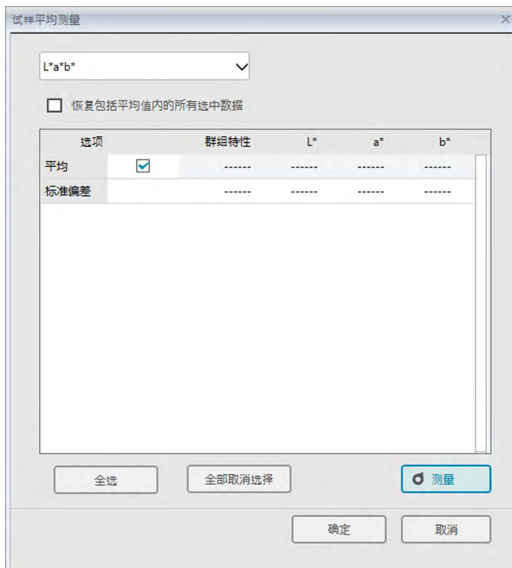 试样平均测量
L*a*b*
恢复包括平均值内的所有选中数据
选项 群组特性 L* a* b*
平均 ------ ------ ------ ------
标准偏差 ------ ------ ------ ------
全选 全部取消选择 测量
确定 取消